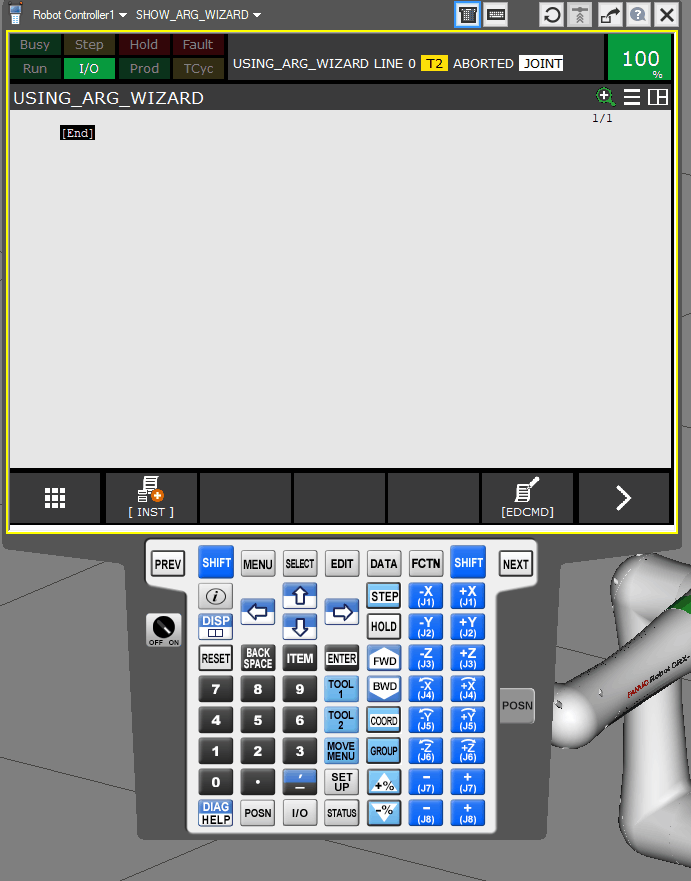 Robot Controller1 SHOW_ARG_WIZARD
Busy Step Hold Fault
Run I/O Prod TCyc
USING_ARG_WIZARD LINE 0 T2 ABORTED JOINT
100
%
USING_ARG_WIZARD
1/1
[End]
[ INST ]
[EDCMD]
PREV SHIFT MENU SELECT EDIT DATA FCTN SHIFT NEXT
i STEP -X (J1) +X (J1)
DISP HOLD -Y (J2) +Y (J2)
OFF ON
RESET BACK SPACE ITEM ENTER FWD -Z (J3) +Z (J3)
7 8 9 TOOL 1 BWD -X (J4) +X (J4)
4 5 6 TOOL 2 COORD -Y (J5) +Y (J5)
POSN
1 2 3 MOVE MENU GROUP -Z (J6) +Z (J6)
0 . , – SET UP +% – (J7) + (J7)
DIAG HELP POSN I/O STATUS -% – (J8) + (J8)
FANUC Robot CRX-